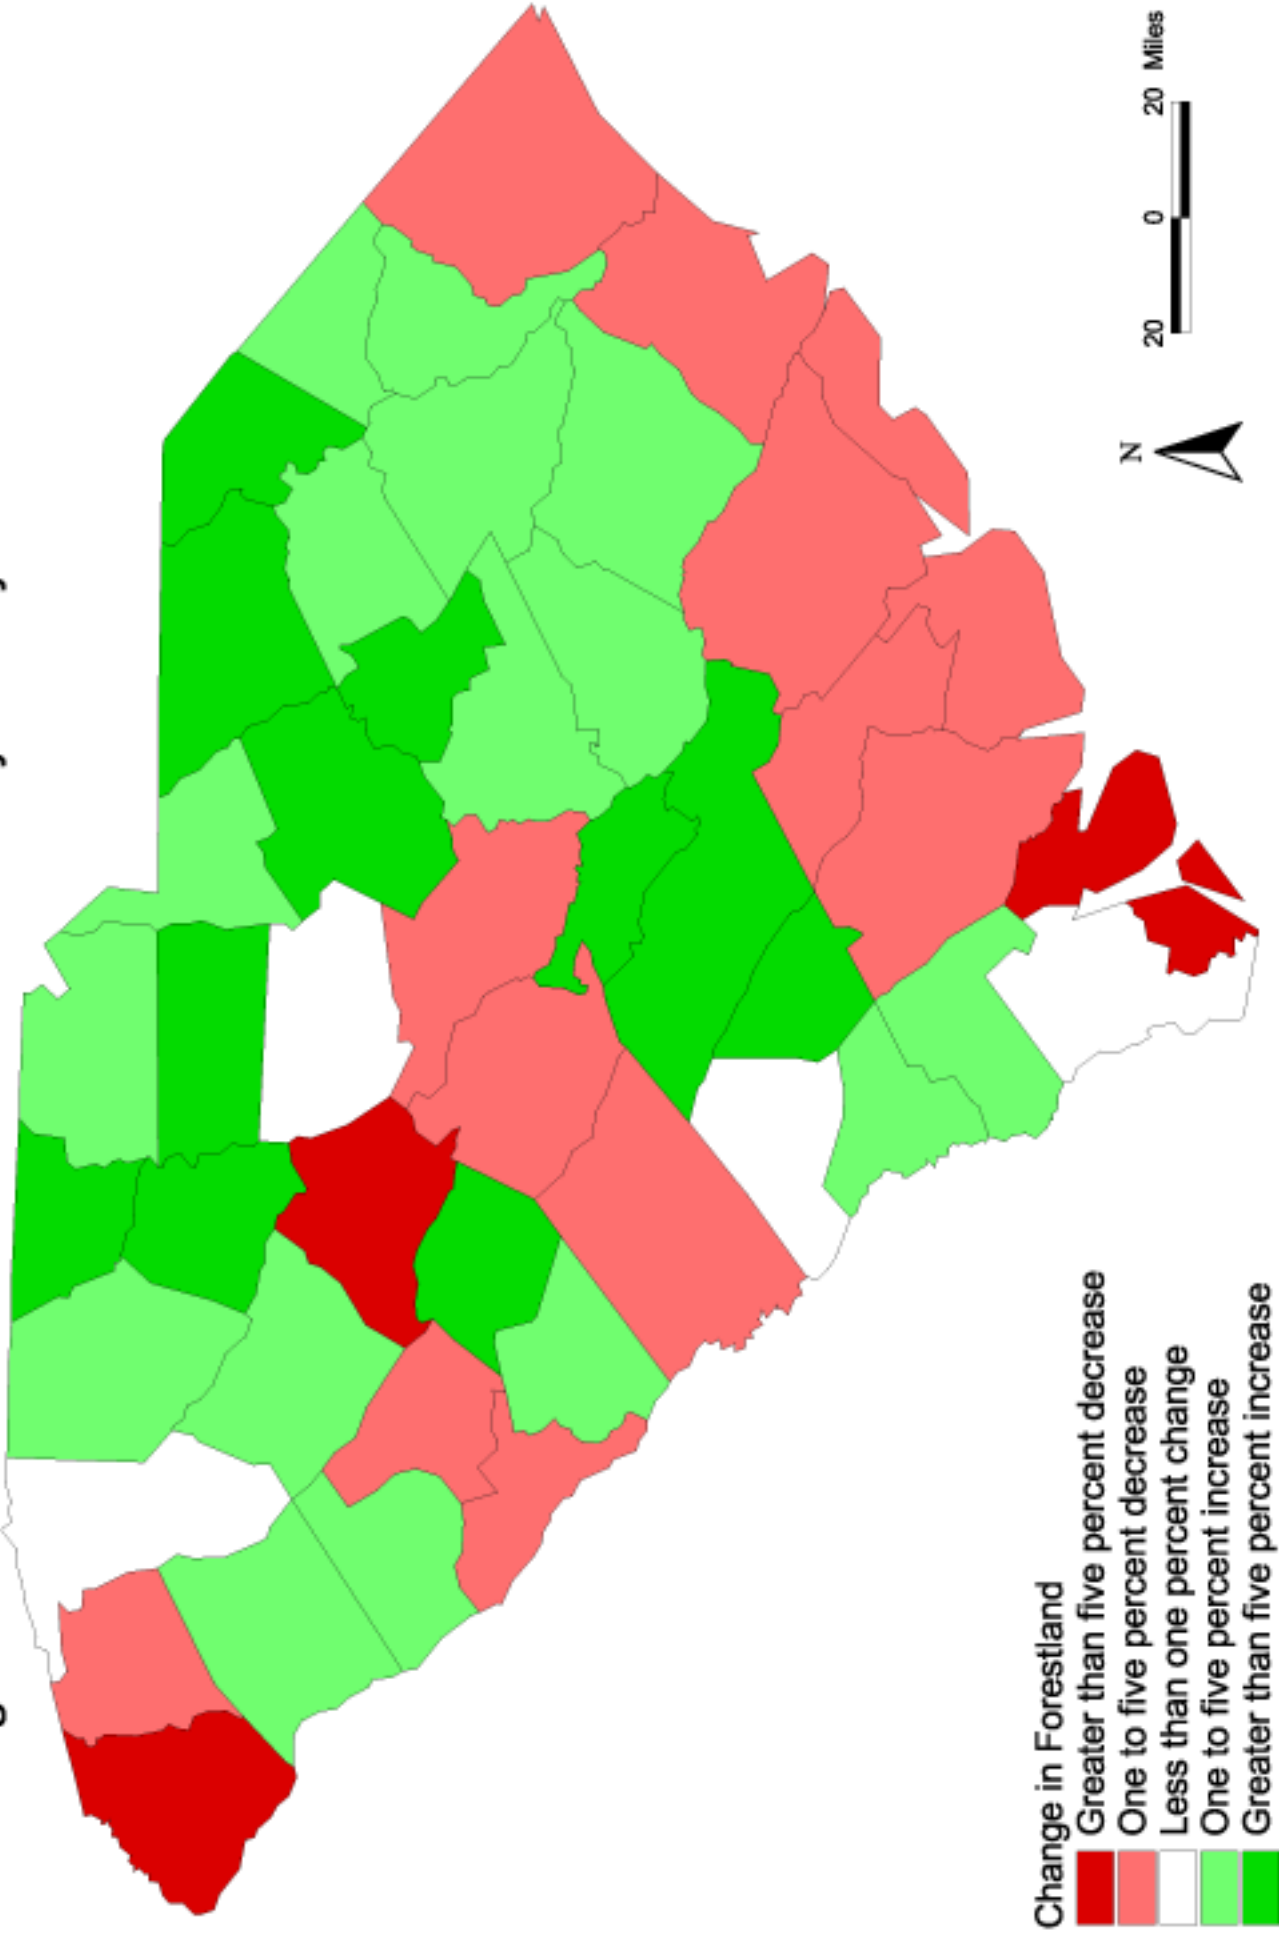 Change in Forestland
Greater than five percent decrease
One to five percent decrease
Less than one percent change
One to five percent increase
Greater than five percent increase
N
20 0 20 Miles